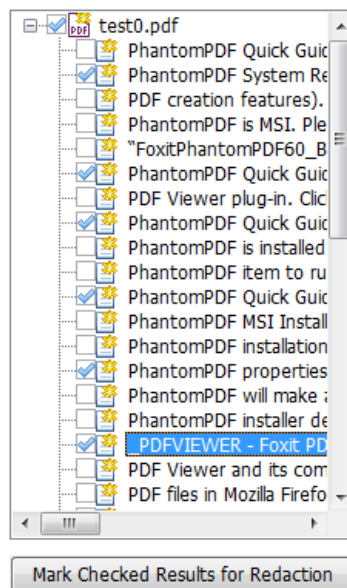 test0.pdf
PhantomPDF Quick Guid
PhantomPDF System Re
PDF creation features).
PhantomPDF is MSI. Ple
"FoxitPhantomPDF60_B
PhantomPDF Quick Guid
PDF Viewer plug-in. Clic
PhantomPDF Quick Guid
PhantomPDF is installed
PhantomPDF item to ru
PhantomPDF Quick Guid
PhantomPDF MSI Install
PhantomPDF installation
PhantomPDF properties
PhantomPDF will make a
PhantomPDF installer de
_PDFVIEWER - Foxit PD
PDF Viewer and its com
PDF files in Mozilla Firefo
Mark Checked Results for Redaction